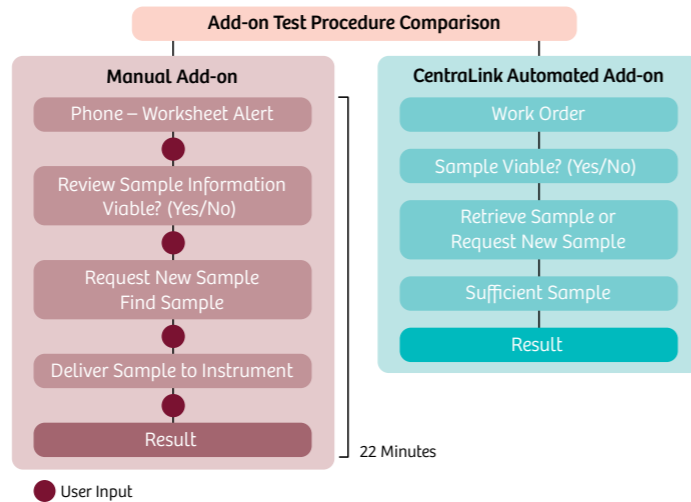 Add-on Test Procedure Comparison
Manual Add-on
Phone – Worksheet Alert
Review Sample Information
Viable? (Yes/No)
Request New Sample
Find Sample
Deliver Sample to Instrument
Result
22 Minutes
User Input
CentraLink Automated Add-on
Work Order
Sample Viable? (Yes/No)
Retrieve Sample or
Request New Sample
Sufficient Sample
Result